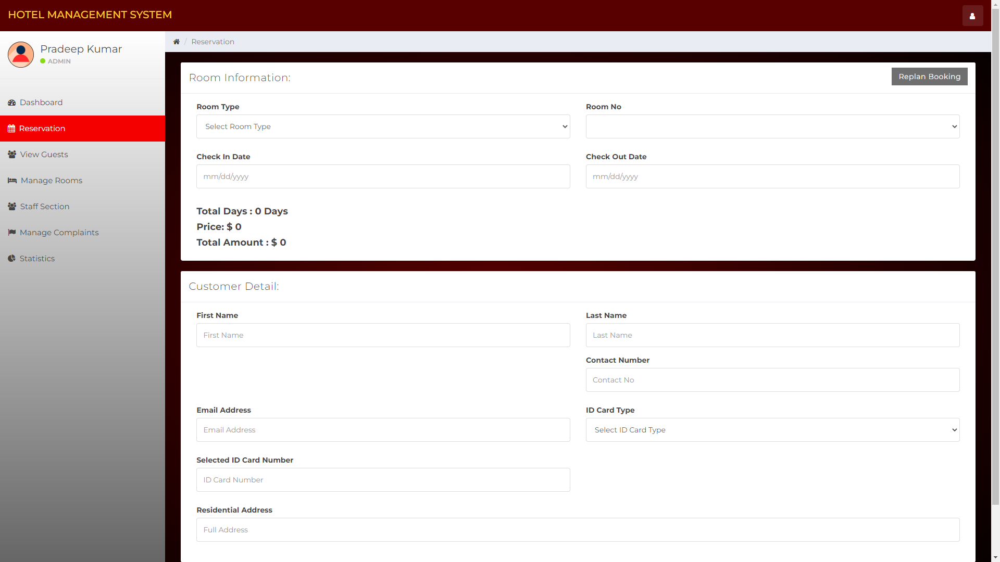 HOTEL MANAGEMENT SYSTEM
Pradeep Kumar
ADMIN
Dashboard
Reservation
View Guests
Manage Rooms
Staff Section
Manage Complaints
Statistics
/ Reservation
Room Information:
Replan Booking
Room Type
Room No
Select Room Type
Check In Date
Check Out Date
mm/dd/yyyy
mm/dd/yyyy
Total Days : 0 Days
Price: $ 0
Total Amount : $ 0
Customer Detail:
First Name
Last Name
First Name
Last Name
Contact Number
Contact No
Email Address
ID Card Type
Email Address
Select ID Card Type
Selected ID Card Number
ID Card Number
Residential Address
Full Address